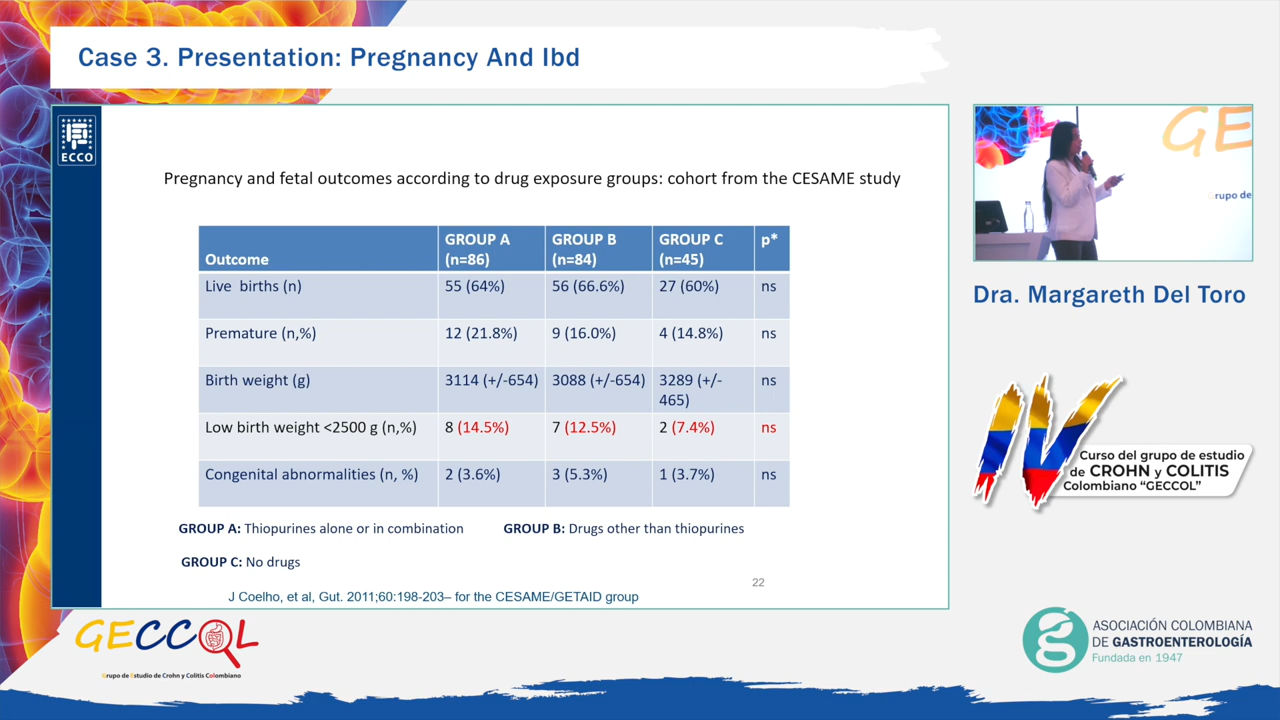 Case 3. Presentation: Pregnancy And Ibd
ECCO
Pregnancy and fetal outcomes according to drug exposure groups: cohort from the CESAME study
Outcome GROUP A (n=86) GROUP B (n=84) GROUP C (n=45) p*
Live births (n) 55 (64%) 56 (66.6%) 27 (60%) ns
Premature (n,%) 12 (21.8%) 9 (16.0%) 4 (14.8%) ns
Birth weight (g) 3114 (+/-654) 3088 (+/-654) 3289 (+/-465) ns
Low birth weight <2500 g (n,%) 8 (14.5%) 7 (12.5%) 2 (7.4%) ns
Congenital abnormalities (n, %) 2 (3.6%) 3 (5.3%) 1 (3.7%) ns
GROUP A: Thiopurines alone or in combination GROUP B: Drugs other than thiopurines
GROUP C: No drugs
22
J Coelho, et al, Gut. 2011;60:198-203– for the CESAME/GETAID group
GE
rupo de
Dra. Margareth Del Toro
IV
Curso del grupo de estudio
de CROHN y COLITIS
Colombiano “GECCOL”
GECCOL
Grupo de Estudio de Crohn y Colitis Colombiano
ASOCIACIÓN COLOMBIANA
DE GASTROENTEROLOGÍA
Fundada en 1947